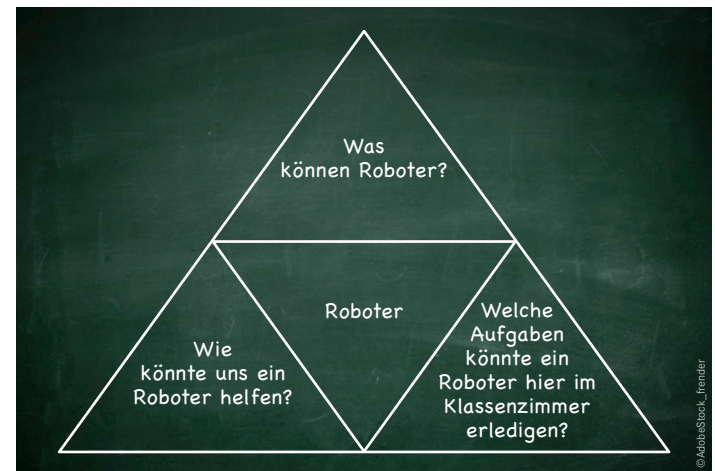 Was
können Roboter?
Roboter
Wie
könnte uns ein
Roboter helfen?
Welche
Aufgaben
könnte ein
Roboter hier im
Klassenzimmer
erledigen?
©AdobeStock_frender